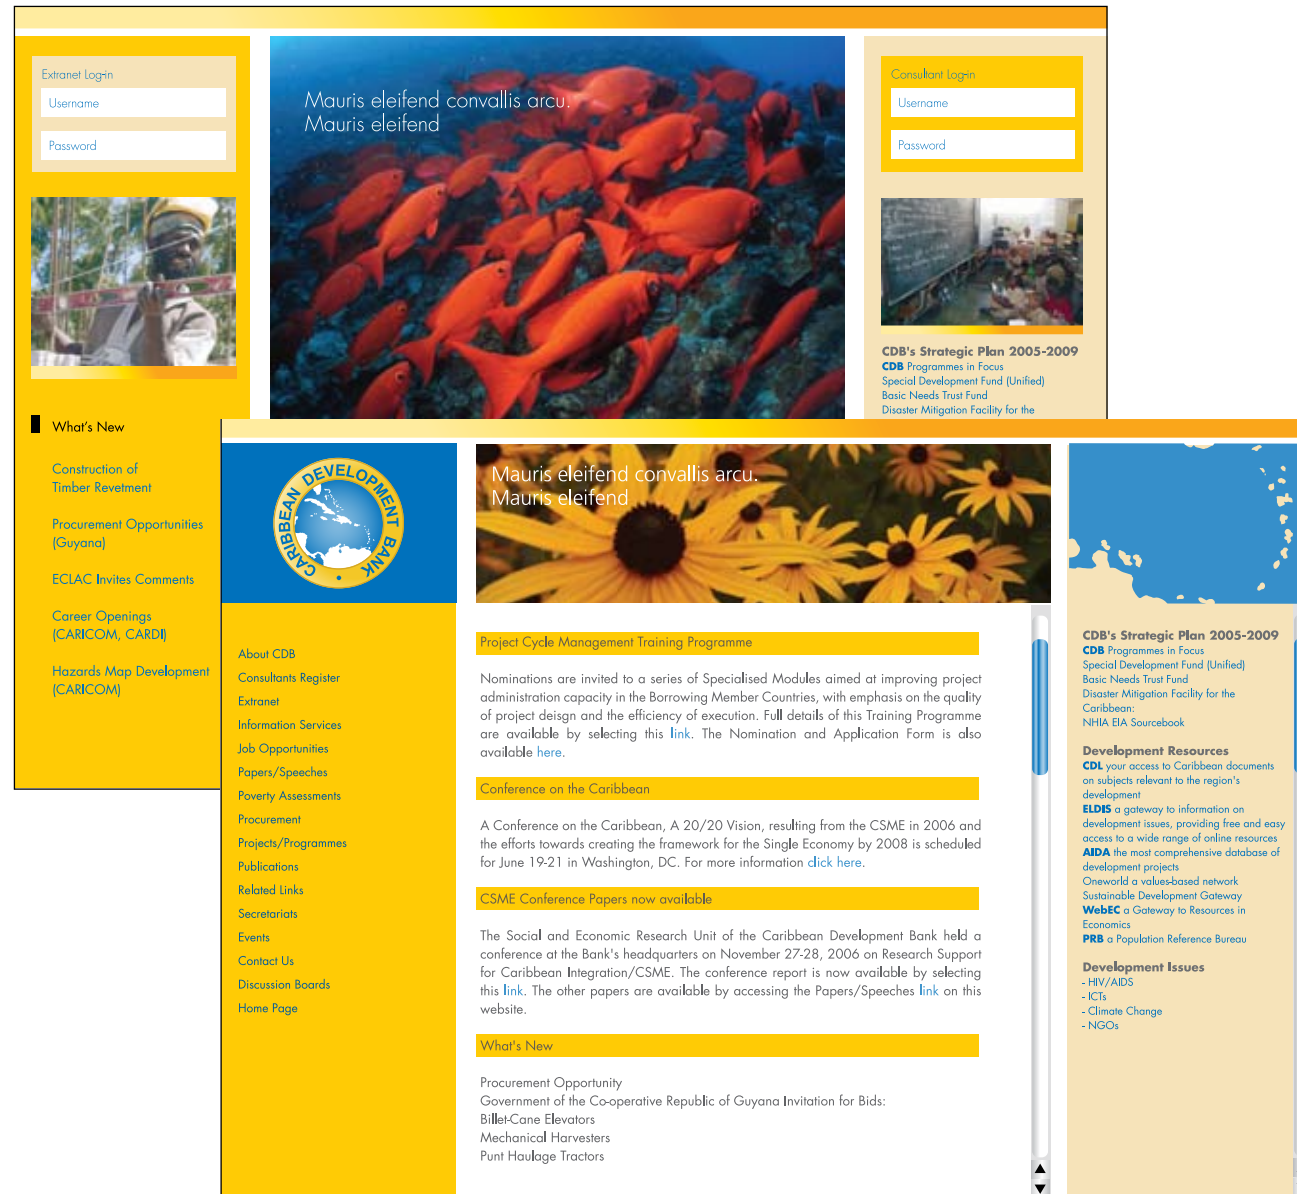 Extranet Log-in
Username
Password
Mauris eleifend convallis arcu.
Mauris eleifend
Consultant Log-in
Username
Password
CDB's Strategic Plan 2005-2009
CDB Programmes in Focus
Special Development Fund (Unified)
Basic Needs Trust Fund
Disaster Mitigation Facility for the
What's New
Construction of
Timber Revetment
Procurement Opportunities
(Guyana)
ECLAC Invites Comments
Career Openings
(CARICOM, CARDI)
Hazards Map Development
(CARICOM)
CARIBBEAN DEVELOPMENT BANK
About CDB
Consultants Register
Extranet
Information Services
Job Opportunities
Papers/Speeches
Poverty Assessments
Procurement
Projects/Programmes
Publications
Related Links
Secretariats
Events
Contact Us
Discussion Boards
Home Page
Mauris eleifend convallis arcu.
Mauris eleifend
Project Cycle Management Training Programme
Nominations are invited to a series of Specialised Modules aimed at improving project
administration capacity in the Borrowing Member Countries, with emphasis on the quality
of project deisgn and the efficiency of execution. Full details of this Training Programme
are available by selecting this link. The Nomination and Application Form is also
available here.
Conference on the Caribbean
A Conference on the Caribbean, A 20/20 Vision, resulting from the CSME in 2006 and
the efforts towards creating the framework for the Single Economy by 2008 is scheduled
for June 19-21 in Washington, DC. For more information click here.
CSME Conference Papers now available
The Social and Economic Research Unit of the Caribbean Development Bank held a
conference at the Bank's headquarters on November 27-28, 2006 on Research Support
for Caribbean Integration/CSME. The conference report is now available by selecting
this link. The other papers are available by accessing the Papers/Speeches link on this
website.
What's New
Procurement Opportunity
Government of the Co-operative Republic of Guyana Invitation for Bids:
Billet-Cane Elevators
Mechanical Harvesters
Punt Haulage Tractors
CDB's Strategic Plan 2005-2009
CDB Programmes in Focus
Special Development Fund (Unified)
Basic Needs Trust Fund
Disaster Mitigation Facility for the
Caribbean:
NHIA EIA Sourcebook
Development Resources
CDL your access to Caribbean documents
on subjects relevant to the region's
development
ELDIS a gateway to information on
development issues, providing free and easy
access to a wide range of online resources
AIDA the most comprehensive database of
development projects
Oneworld a values-based network
Sustainable Development Gateway
WebEC a Gateway to Resources in
Economics
PRB a Population Reference Bureau
Development Issues
- HIV/AIDS
- ICTs
- Climate Change
- NGOs